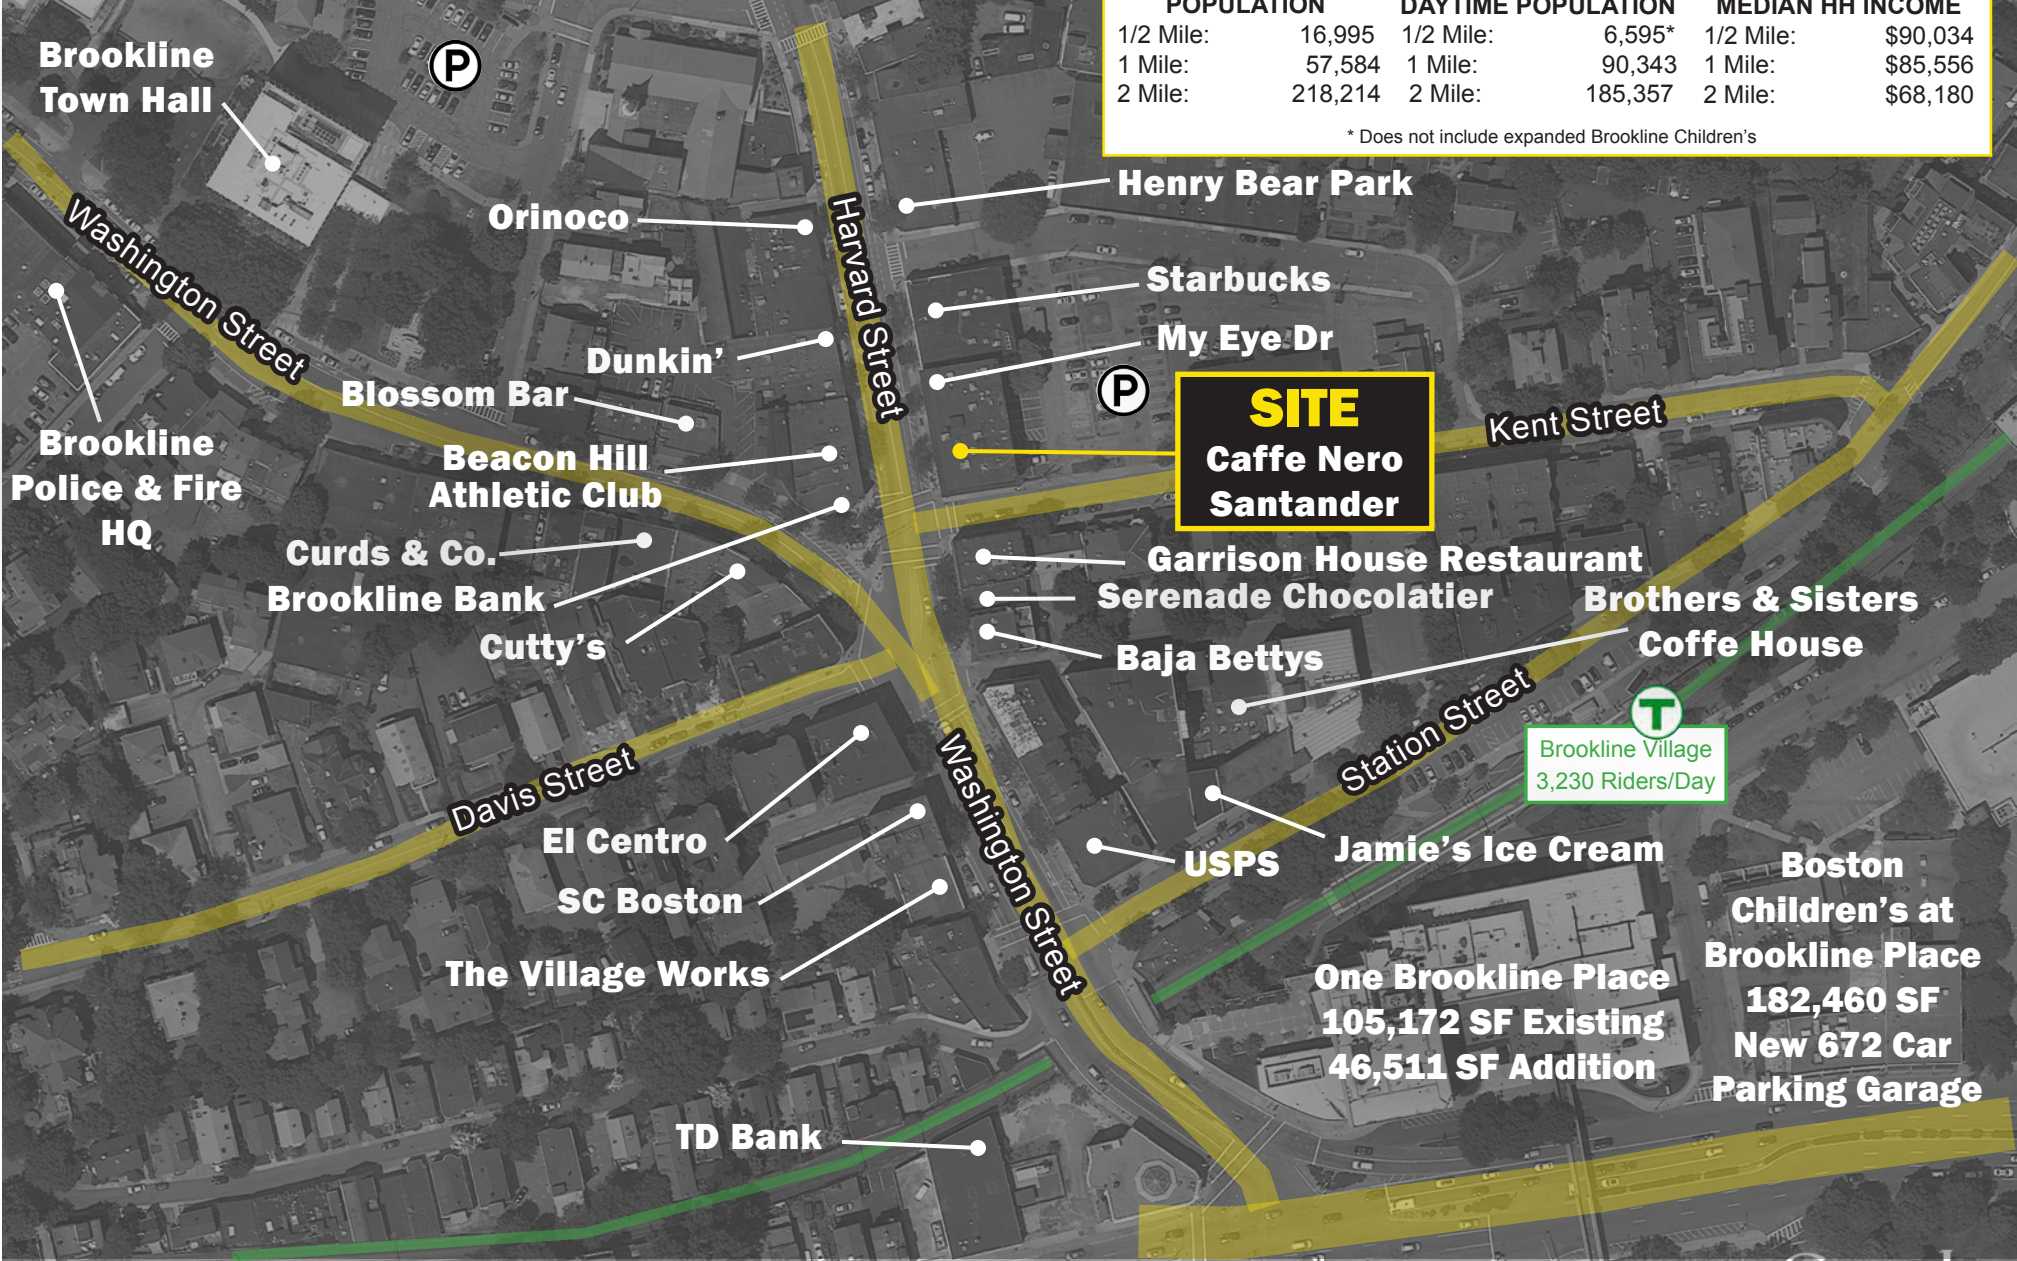 POPULATION DAYTIME POPULATION MEDIAN HH INCOME
1/2 Mile: 16,995 1/2 Mile: 6,595* 1/2 Mile: $90,034
1 Mile: 57,584 1 Mile: 90,343 1 Mile: $85,556
2 Mile: 218,214 2 Mile: 185,357 2 Mile: $68,180
* Does not include expanded Brookline Children's
Brookline
Town Hall
P
Henry Bear Park
Orinoco
Washington Street
Harvard Street
Starbucks
My Eye Dr
Dunkin’
Blossom Bar
P
SITE
Caffe Nero
Santander
Kent Street
Brookline
Police & Fire
HQ
Beacon Hill
Athletic Club
Curds & Co.
Brookline Bank
Cutty’s
Garrison House Restaurant
Serenade Chocolatier
Baja Bettys
Brothers & Sisters
Coffe House
Station Street
T
Brookline Village
3,230 Riders/Day
Davis Street
Washington Street
El Centro
SC Boston
The Village Works
USPS
Jamie’s Ice Cream
One Brookline Place
105,172 SF Existing
46,511 SF Addition
Boston
Children’s at
Brookline Place
182,460 SF
New 672 Car
Parking Garage
TD Bank